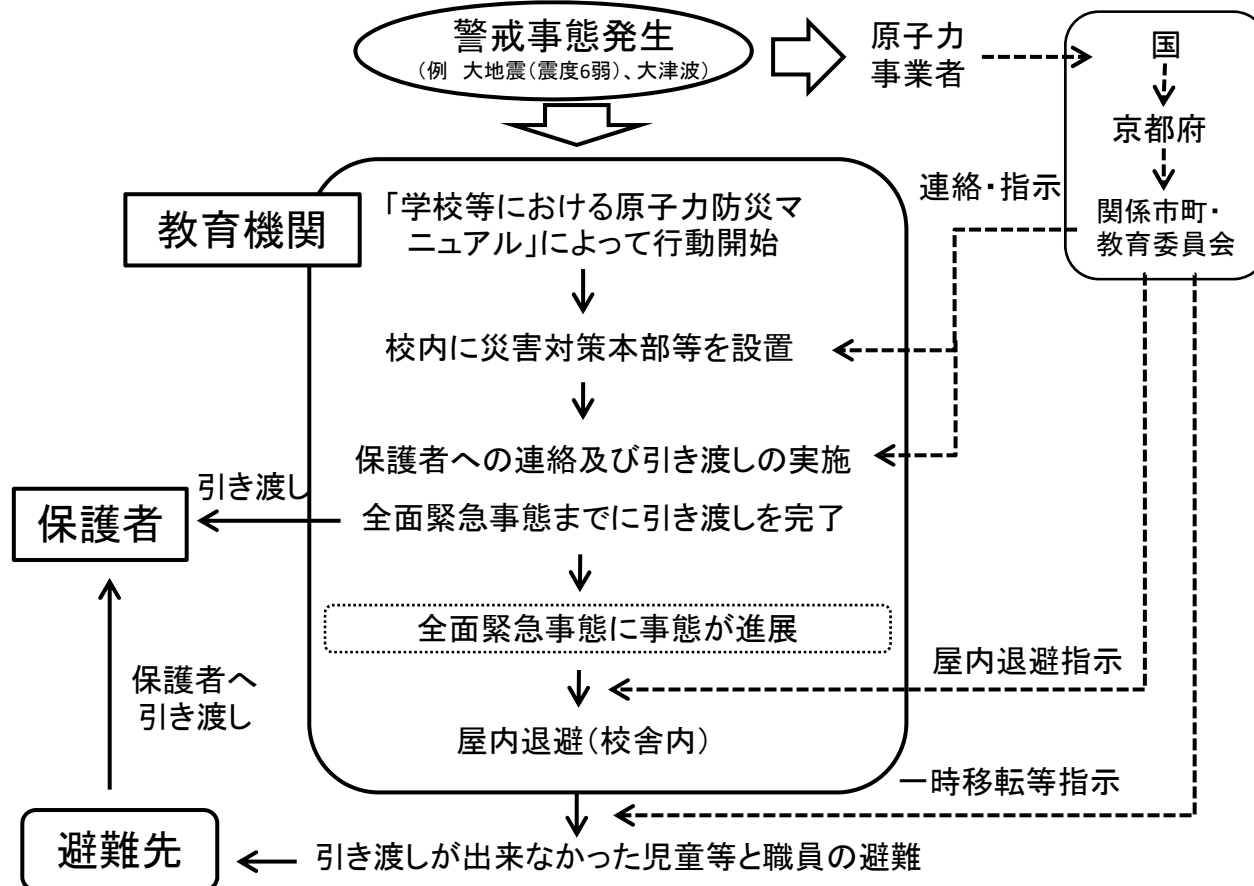 警戒事態発生
(例　大地震(震度6弱)、大津波)
原子力
事業者
国
京都府
関係市町・
教育委員会
連絡・指示
教育機関
「学校等における原子力防災マ
ニュアル」によって行動開始
校内に災害対策本部等を設置
保護者への連絡及び引き渡しの実施
引き渡し
保護者
全面緊急事態までに引き渡しを完了
全面緊急事態に事態が進展
屋内退避指示
保護者へ
引き渡し
屋内退避(校舎内)
一時移転等指示
避難先
引き渡しが出来なかった児童等と職員の避難